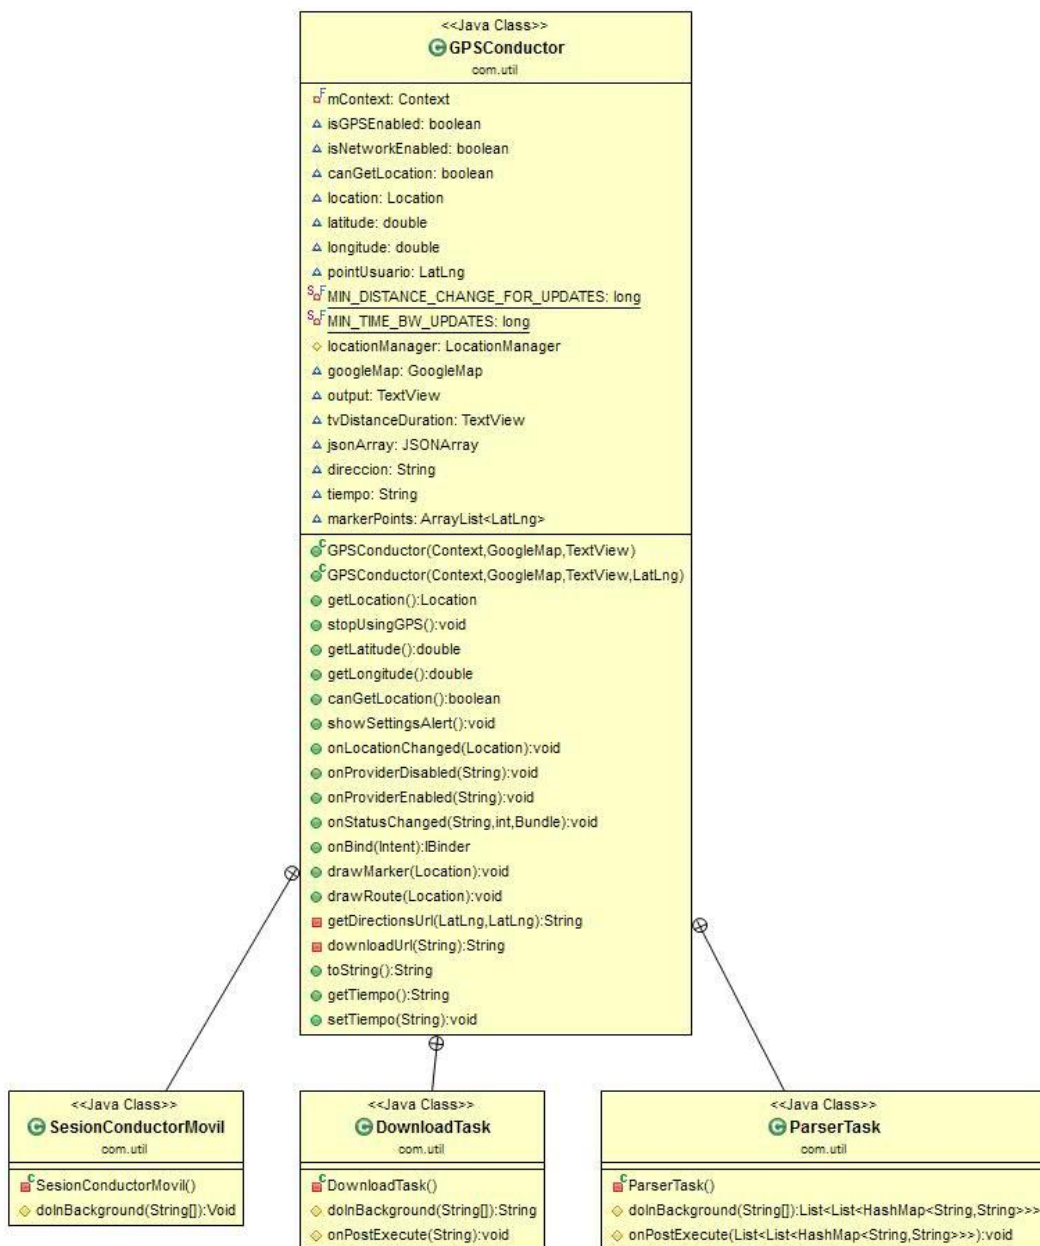 <<Java Class>>
GPSConductor
com.util
mContext: Context
isGPSEnabled: boolean
isNetworkEnabled: boolean
canGetLocation: boolean
location: Location
latitude: double
longitude: double
pointUsuario: LatLng
MIN_DISTANCE_CHANGE_FOR_UPDATES: long
MIN_TIME_BW_UPDATES: long
locationManager: LocationManager
googleMap: GoogleMap
output: TextView
tvDistanceDuration: TextView
jsonArray: JSONArray
direccion: String
tiempo: String
markerPoints: ArrayList<LatLng>
GPSConductor(Context,GoogleMap,TextView)
GPSConductor(Context,GoogleMap,TextView,LatLng)
getLocation():Location
stopUsingGPS():void
getLatitude():double
getLongitude():double
canGetLocation():boolean
showSettingsAlert():void
onLocationChanged(Location):void
onProviderDisabled(String):void
onProviderEnabled(String):void
onStatusChanged(String,int,Bundle):void
onBind(Intent):IBinder
drawMarker(Location):void
drawRoute(Location):void
getDirectionsUrl(LatLng,LatLng):String
downloadUrl(String):String
toString():String
getTiempo():String
setTiempo(String):void
<<Java Class>>
SesionConductorMovil
com.util
SesionConductorMovil()
doInBackground(String[]):Void
<<Java Class>>
DownloadTask
com.util
DownloadTask()
doInBackground(String[]):String
onPostExecute(String):void
<<Java Class>>
ParserTask
com.util
ParserTask()
doInBackground(String[]):List<List<HashMap<String,String>>>
onPostExecute(List<List<HashMap<String,String>>>):void